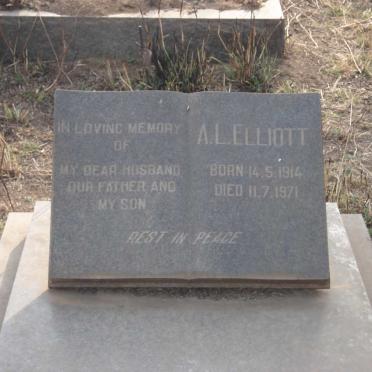 IN LOVING MEMORY
OF
MY DEAR HUSBAND
OUR FATHER AND
MY SON
A.L.ELLIOTT
BORN 14.5.1914
DIED 11.7.1971
REST IN PEACE